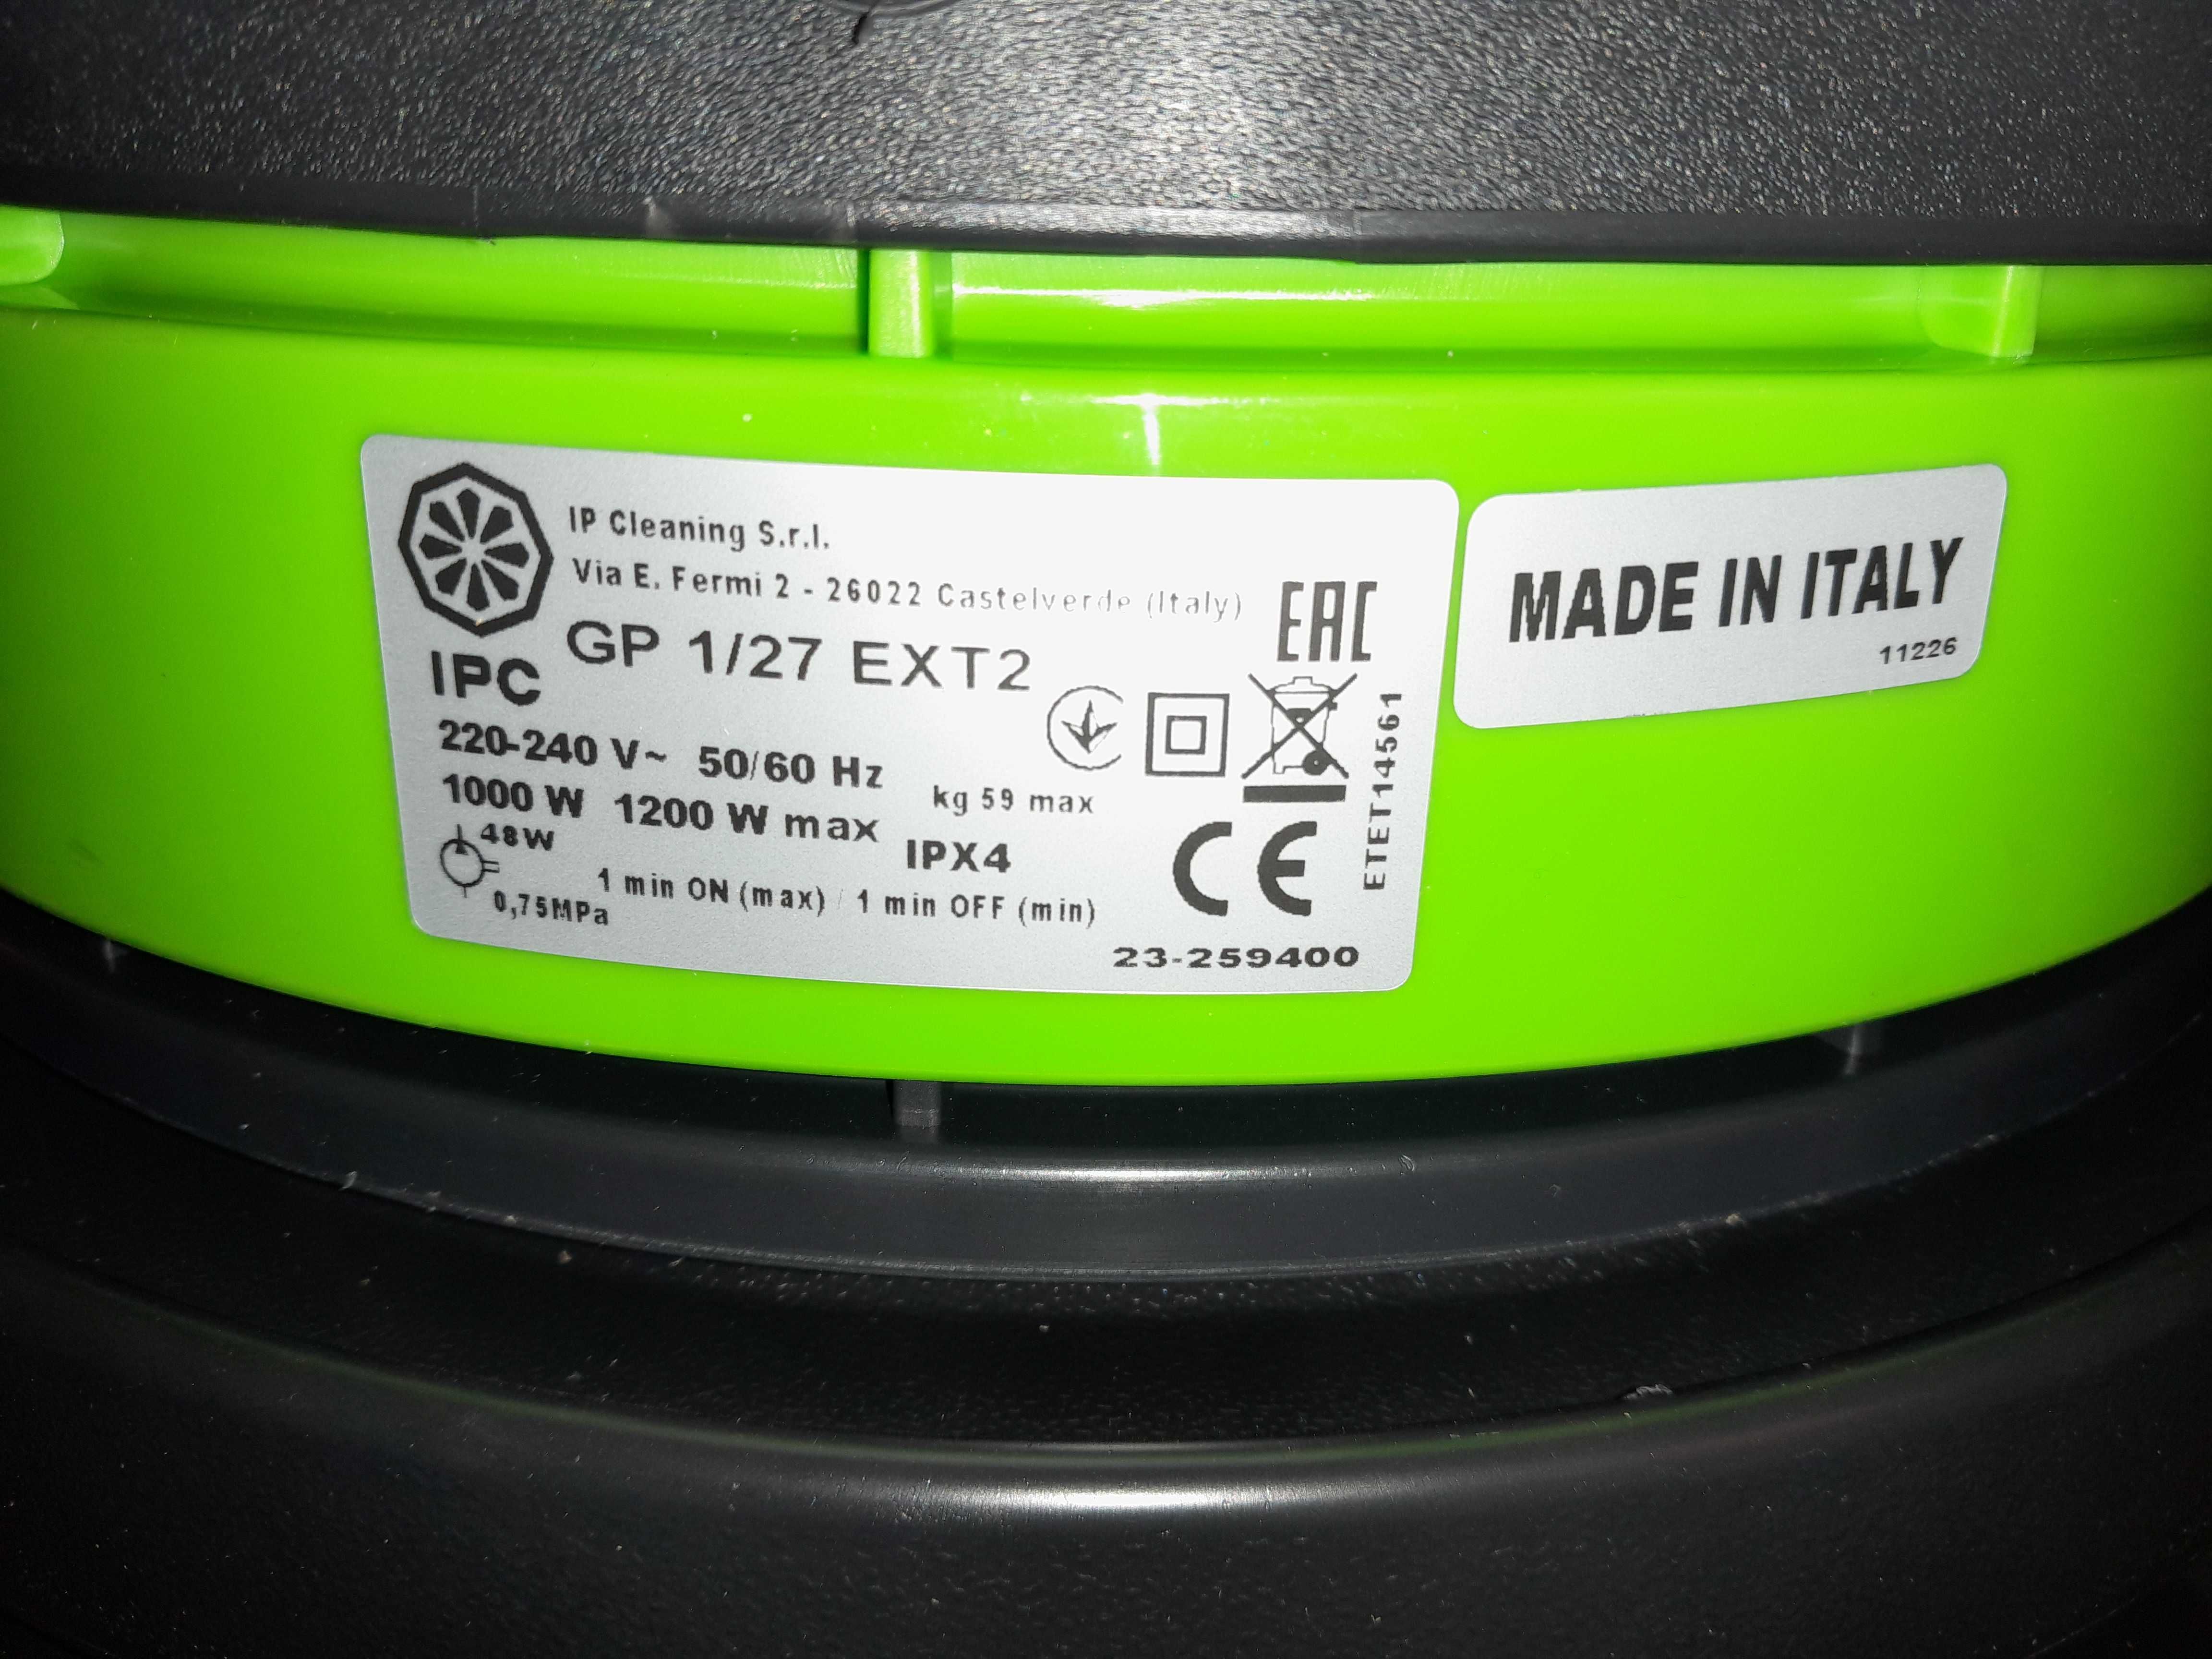 IP Cleaning S.r.l.
Via E. Fermi 2 - 26022 Castelverde (Italy)
IPC
GP 1/27 EXT2
EAC
220-240 V~ 50/60 Hz
1000 W 1200 W max
kg 59 max
48W
IPX4
0,75MPa
1 min ON (max) / 1 min OFF (min)
CE
ETET14561
23-259400
MADE IN ITALY
11226